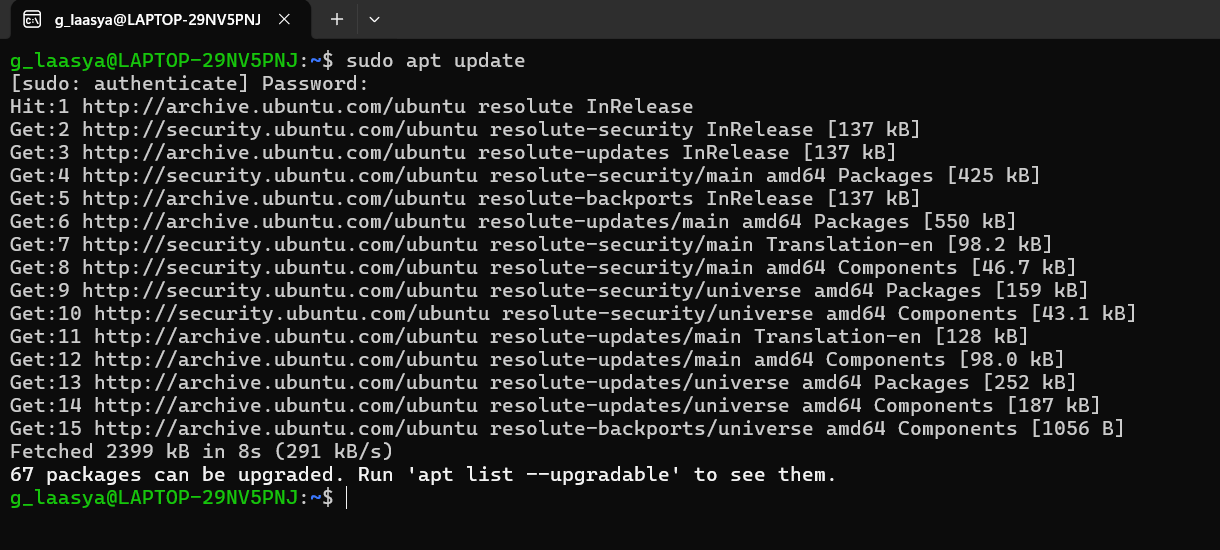 g_laasya@LAPTOP-29NV5PNJ
g_laasya@LAPTOP-29NV5PNJ:~$ sudo apt update
[sudo: authenticate] Password:
Hit:1 http://archive.ubuntu.com/ubuntu resolute InRelease
Get:2 http://security.ubuntu.com/ubuntu resolute-security InRelease [137 kB]
Get:3 http://archive.ubuntu.com/ubuntu resolute-updates InRelease [137 kB]
Get:4 http://security.ubuntu.com/ubuntu resolute-security/main amd64 Packages [425 kB]
Get:5 http://archive.ubuntu.com/ubuntu resolute-backports InRelease [137 kB]
Get:6 http://archive.ubuntu.com/ubuntu resolute-updates/main amd64 Packages [550 kB]
Get:7 http://security.ubuntu.com/ubuntu resolute-security/main Translation-en [98.2 kB]
Get:8 http://security.ubuntu.com/ubuntu resolute-security/main amd64 Components [46.7 kB]
Get:9 http://security.ubuntu.com/ubuntu resolute-security/universe amd64 Packages [159 kB]
Get:10 http://security.ubuntu.com/ubuntu resolute-security/universe amd64 Components [43.1 kB]
Get:11 http://archive.ubuntu.com/ubuntu resolute-updates/main Translation-en [128 kB]
Get:12 http://archive.ubuntu.com/ubuntu resolute-updates/main amd64 Components [98.0 kB]
Get:13 http://archive.ubuntu.com/ubuntu resolute-updates/universe amd64 Packages [252 kB]
Get:14 http://archive.ubuntu.com/ubuntu resolute-updates/universe amd64 Components [187 kB]
Get:15 http://archive.ubuntu.com/ubuntu resolute-backports/universe amd64 Components [1056 B]
Fetched 2399 kB in 8s (291 kB/s)
67 packages can be upgraded. Run 'apt list --upgradable' to see them.
g_laasya@LAPTOP-29NV5PNJ:~$